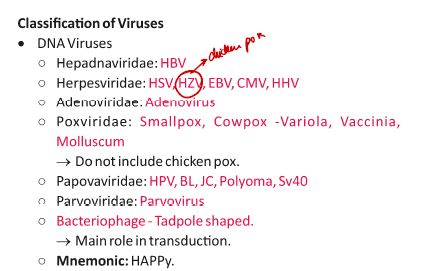 Classification of Viruses
• DNA Viruses
chicken pox
○ Hepadnaviridae: HBV
○ Herpesviridae: HSV, HZV, EBV, CMV, HHV
○ Adenoviridae: Adenovirus
○ Poxviridae: Smallpox, Cowpox -Variola, Vaccinia,
Molluscum
→ Do not include chicken pox.
○ Papovaviridae: HPV, BL, JC, Polyoma, Sv40
○ Parvoviridae: Parvovirus
○ Bacteriophage - Tadpole shaped.
→ Main role in transduction.
○ Mnemonic: HAPPy.